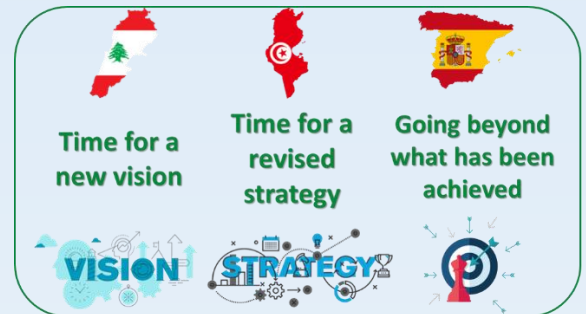 Time for a
new vision
Time for a
revised
strategy
Going beyond
what has been
achieved
VISION
STRATEGY